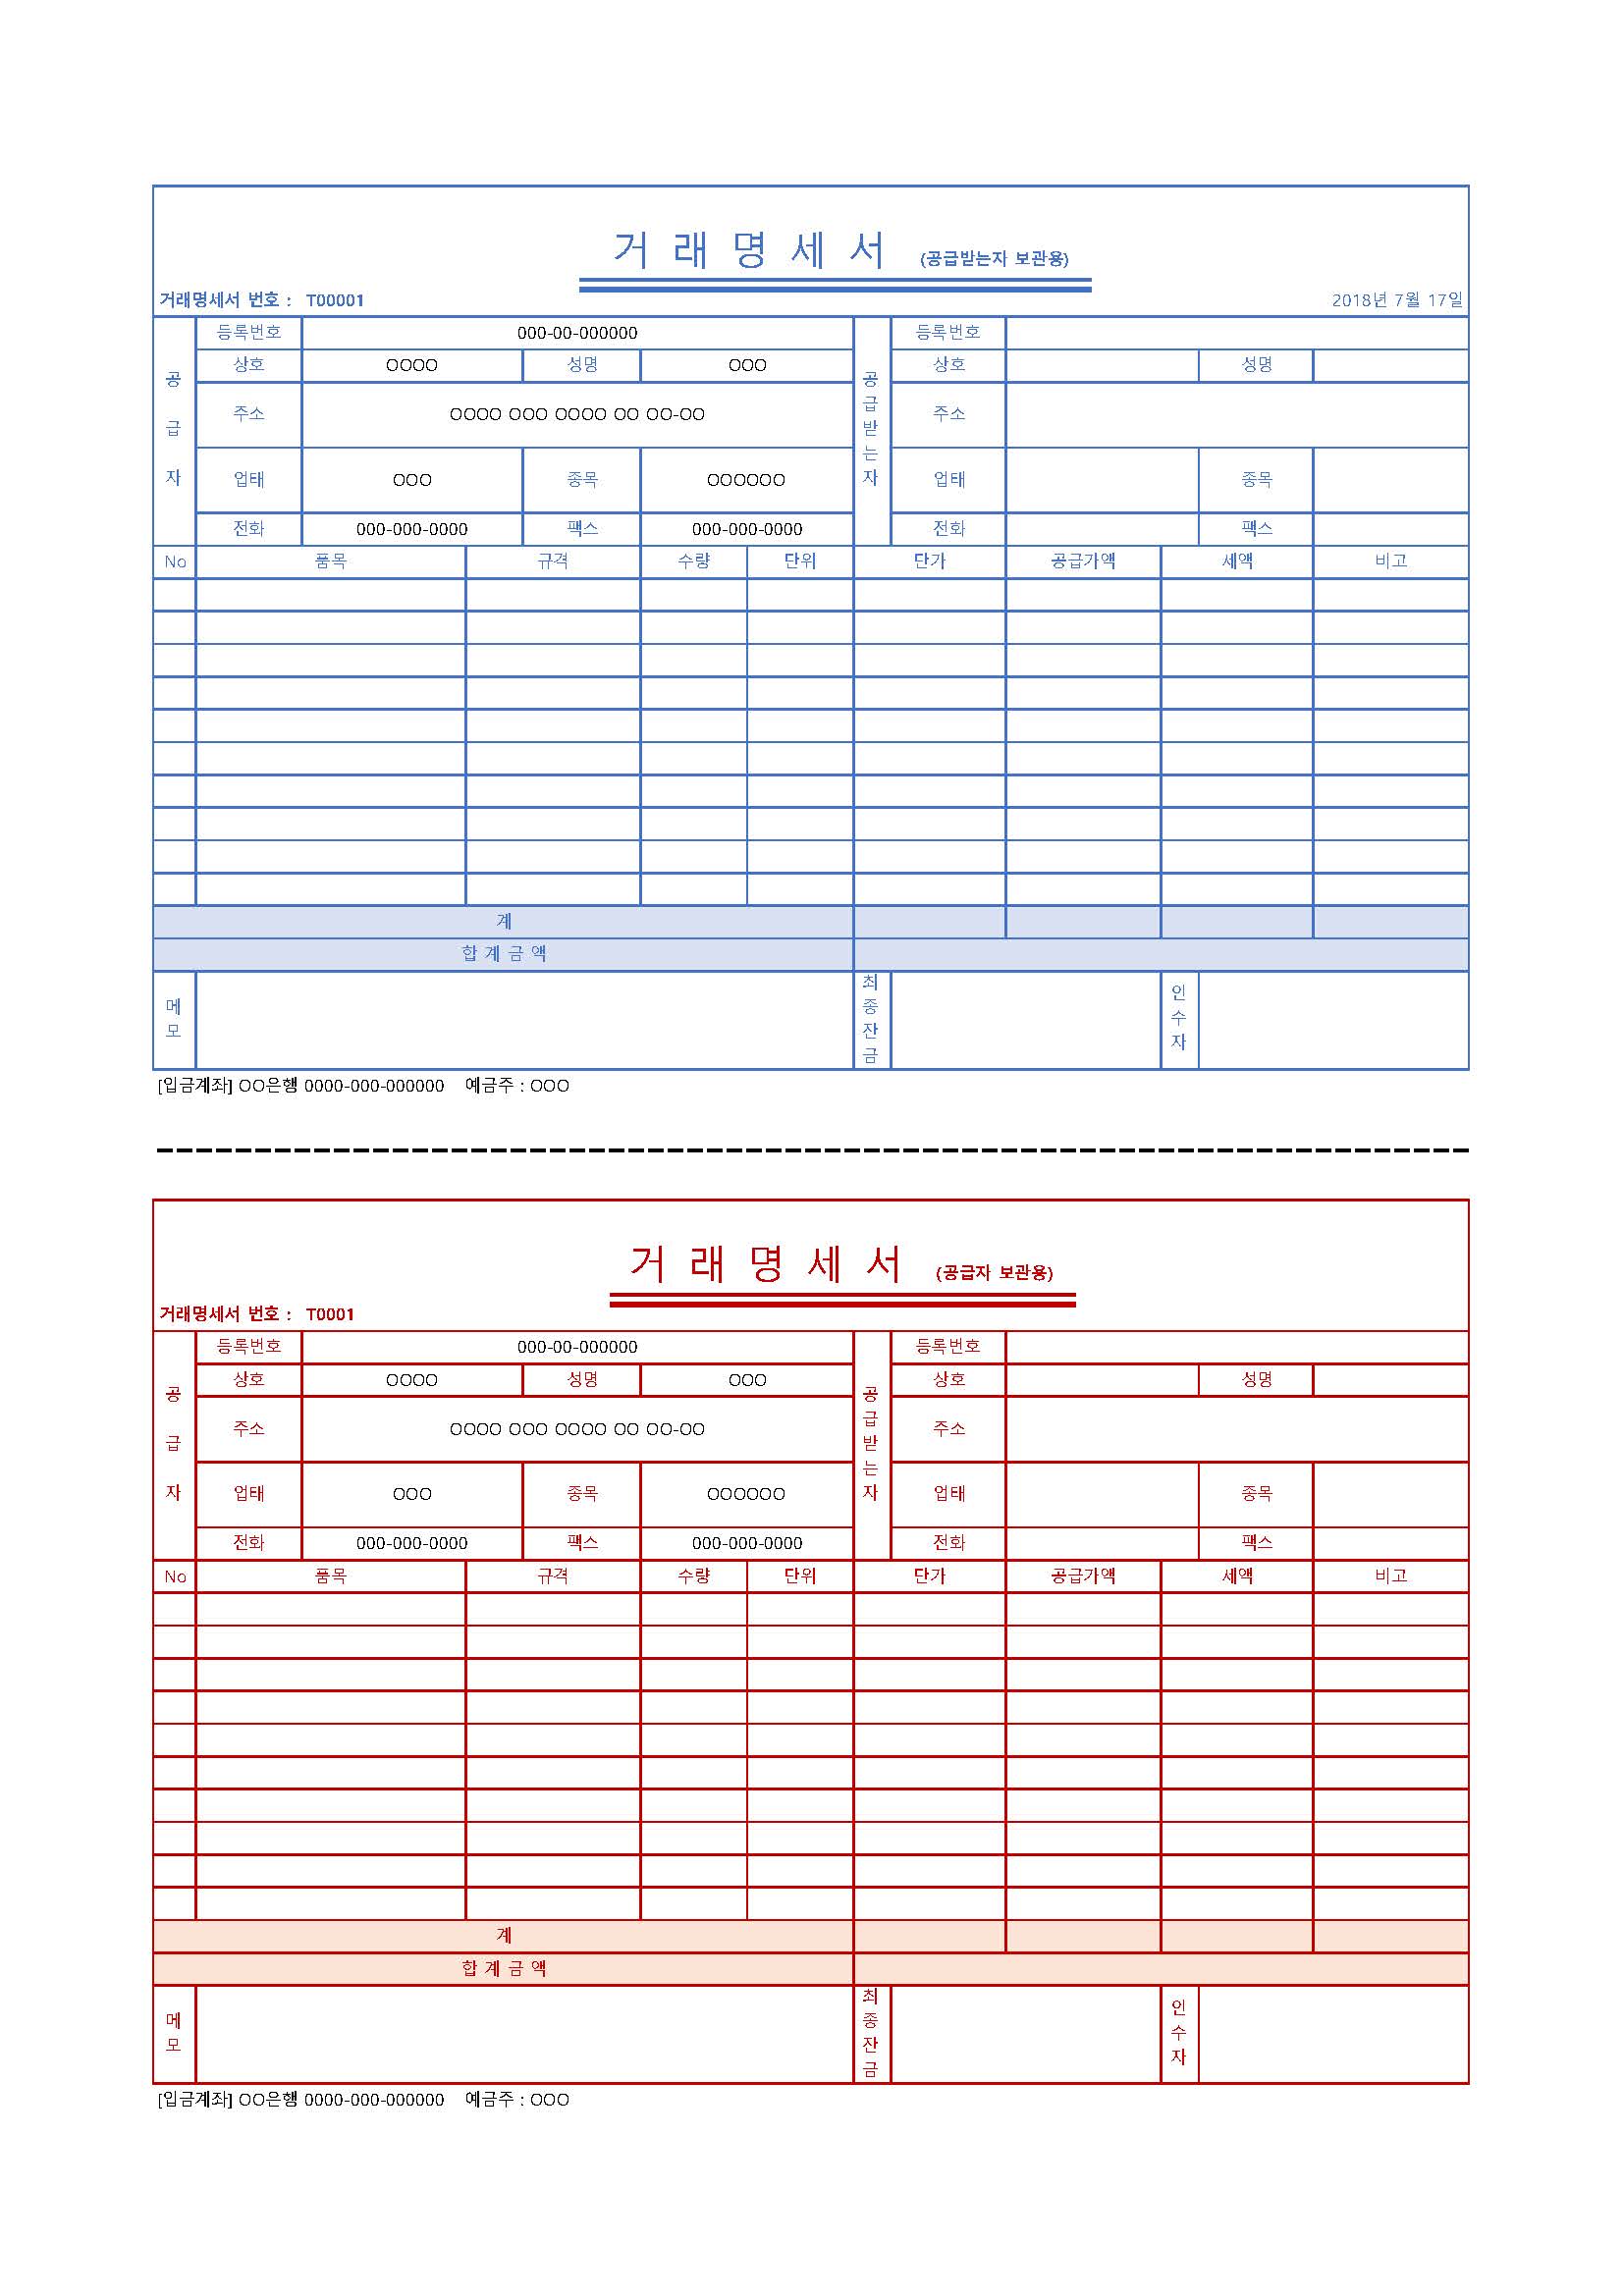 거 래 명 세 서 (공급받는자 보관용)
거래명세서 번호 : T00001 2018년 7월 17일
공 급 자
등록번호 000-00-000000
상호 OOOO 성명 OOO
주소 OOOO OOO OOOO OO OO-OO
업태 OOO 종목 OOOOOO
전화 000-000-0000 팩스 000-000-0000
공급받는자
등록번호
상호 성명
주소
업태 종목
전화 팩스
No 품목 규격 수량 단위 단가 공급가액 세액 비고
계
합 계 금 액
메모 최종잔금 인수자
[입금계좌] OO은행 0000-000-000000 예금주 : OOO
거 래 명 세 서 (공급자 보관용)
거래명세서 번호 : T0001
공 급 자
등록번호 000-00-000000
상호 OOOO 성명 OOO
주소 OOOO OOO OOOO OO OO-OO
업태 OOO 종목 OOOOOO
전화 000-000-0000 팩스 000-000-0000
공급받는자
등록번호
상호 성명
주소
업태 종목
전화 팩스
No 품목 규격 수량 단위 단가 공급가액 세액 비고
계
합 계 금 액
메모 최종잔금 인수자
[입금계좌] OO은행 0000-000-000000 예금주 : OOO